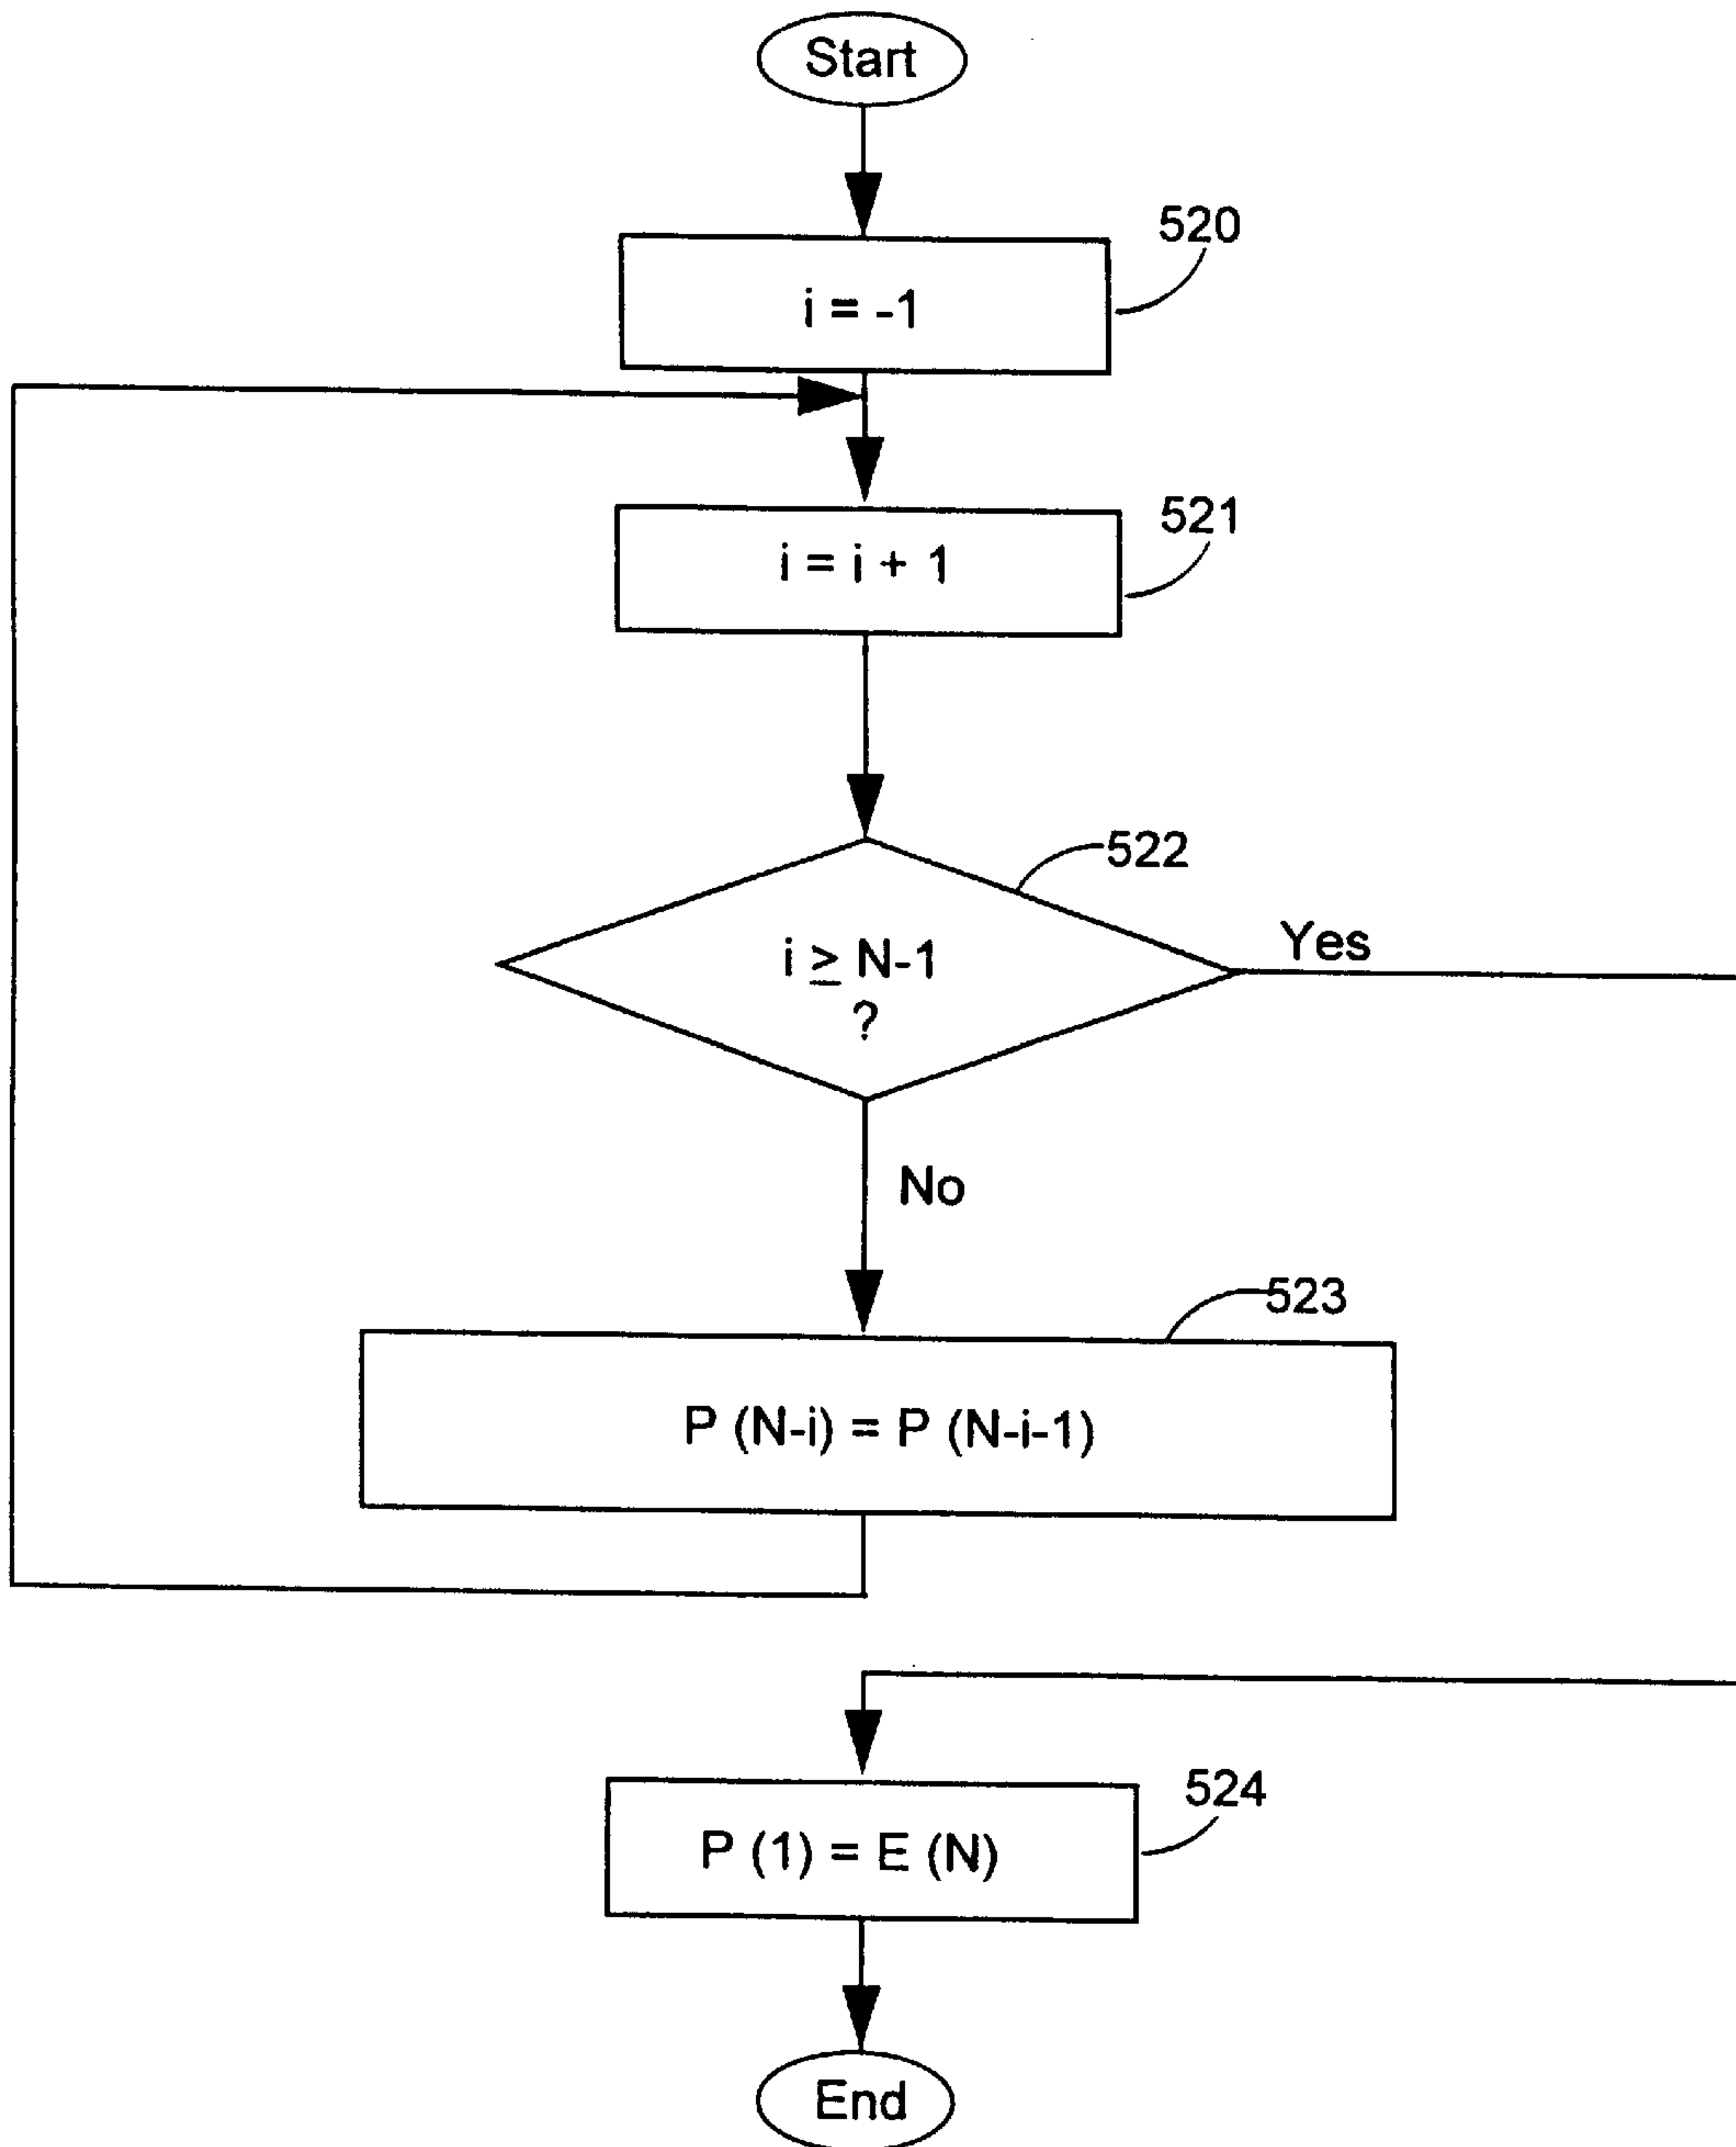 Start
520
i = -1
521
i = i + 1
522
i ≥ N-1
?
Yes
No
523
P (N-i) = P (N-i-1)
524
P (1) = E (N)
End